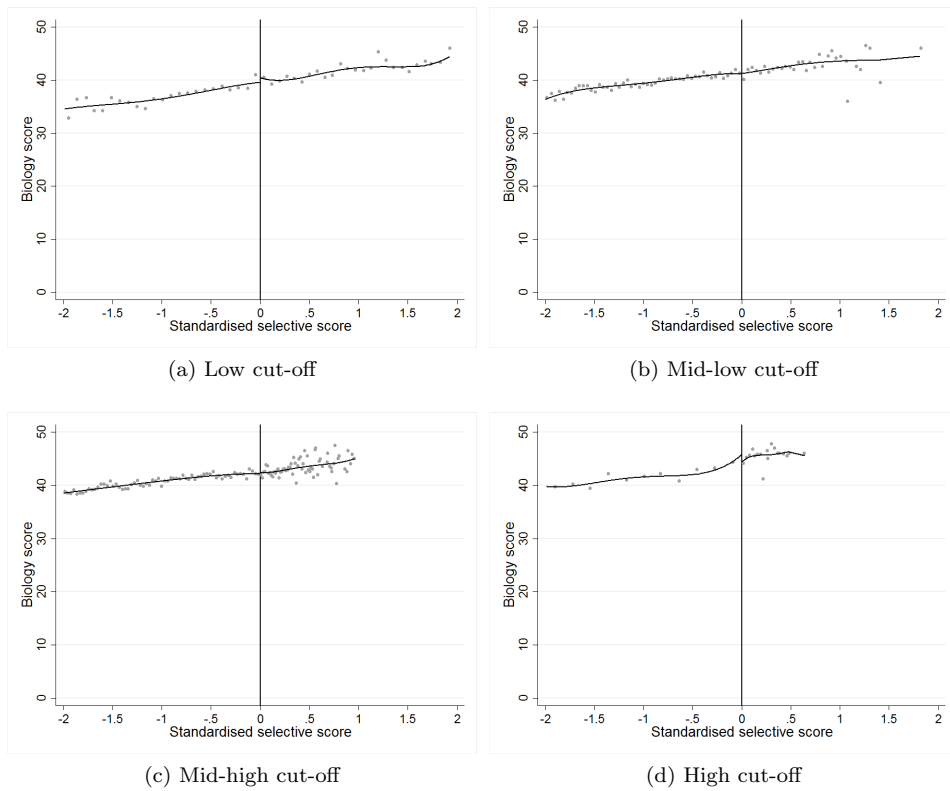 50
40
30
20
10
0
Biology score
-2 -1.5 -1 -.5 0 .5 1 1.5 2
Standardised selective score
(a) Low cut-off
50
40
30
20
10
0
Biology score
-2 -1.5 -1 -.5 0 .5 1 1.5 2
Standardised selective score
(b) Mid-low cut-off
50
40
30
20
10
0
Biology score
-2 -1.5 -1 -.5 0 .5 1 1.5 2
Standardised selective score
(c) Mid-high cut-off
50
40
30
20
10
0
Biology score
-2 -1.5 -1 -.5 0 .5 1 1.5 2
Standardised selective score
(d) High cut-off